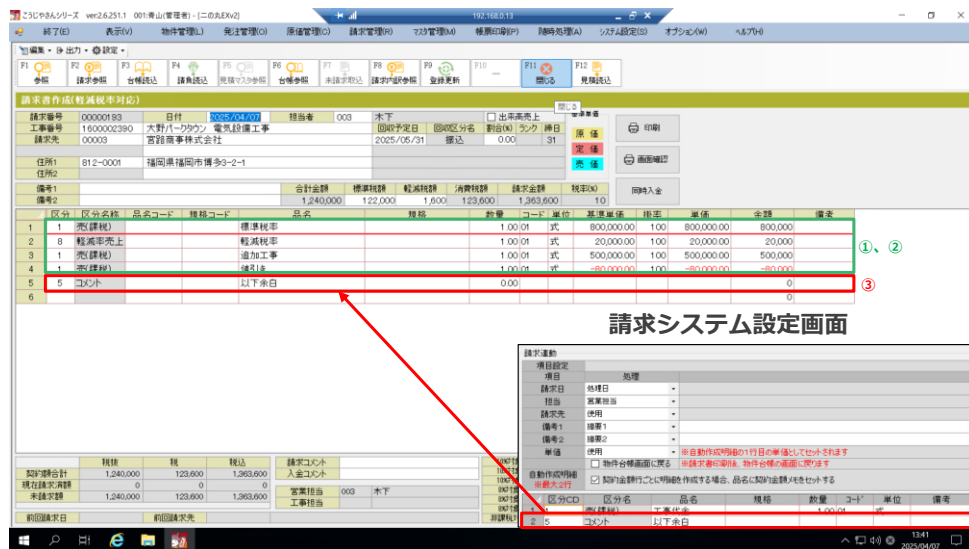 こうじやさんシリーズ ver.2.6.251.1 001:青山(管理者) - [二の丸EXv2]
192.168.0.13
終了(E) 表示(V) 物件管理(L) 発注管理(O) 原価管理(C) 請求管理(R) マスタ管理(M) 帳票印刷(P) 随時処理(A) システム設定(S) オプション(W) ヘルプ(H)
編集 出力 設定
F1 F2 F3 F4 F5 F6 F7 F8 F9 F10 F11 F12
参照 請求参照 台帳読込 請負読込 見積マスタ参照 台帳参照 未請求取込 請求内訳参照 登録更新 閉じる 見積読込
閉じる
請求書作成(軽減税率対応)
請求番号 00000193 日付 2025/04/07 担当者 003 木下 出来高売上 基準単価
工事番号 1600002390 大野パークタウン 電気設備工事 回収予定日 回収区分名 割合(%) ランク 締日 原価 印刷
請求先 00003 宮路商事株式会社 2025/05/31 振込 0.00 31
定価
住所1 812-0001 福岡県福岡市博多3-2-1 売価 画面確認
住所2
備考1 合計金額 標準税額 軽減税額 消費税額 請求金額 税率(%) 同時入金
備考2 1,240,000 122,000 1,600 123,600 1,363,600 10
区分 区分名称 品名コード 規格コード 品名 規格 数量 コード 単位 基準単価 掛率 単価 金額 備考
1 1 売(課税) 標準税率 1.00 01 式 800,000.00 100 800,000.00 800,000
2 8 軽減率売上 軽減税率 1.00 01 式 20,000.00 100 20,000.00 20,000
3 1 売(課税) 追加工事 1.00 01 式 500,000.00 100 500,000.00 500,000
4 1 売(課税) 値引き 1.00 01 式 -80,000.00 100 -80,000.00 -80,000
①、②
5 5 コメント 以下余白 0.00 0
③
6 0
請求システム設定画面
請求連動
項目設定
項目 処理
請求日 処理日
担当 営業担当
請求先 使用
備考1 摘要1
備考2 摘要2
単価 使用 ※自動作成明細の1行目の単価としてセットされます
物件台帳画面に戻る ※請求書印刷後、物件台帳の画面に戻ります
自動作成明細 契約金額行ごとに明細を作成する場合、品名に契約金額メモをセットする
※最大2行
区分CD 区分名 品名 規格 数量 コード 単位 備考
1 1 売(課税) 工事代金 1.00 01 式
2 5 コメント 以下余白
税抜 税 税込 請求コメント
契約額合計 1,240,000 123,600 1,363,600 入金コメント
現在請求済額 0 0 0
未請求額 1,240,000 123,600 1,363,600 営業担当 003 木下
工事担当
前回請求日 前回請求先
13:41
2025/04/07